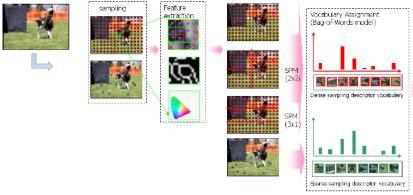 sampling
Feature
extraction
SPM
(2x2)
SPM
(3x1)
Vocabulary Assignment
(Bag-of-Words model)
Dense sampling descriptor vocabulary
Sparse sampling descriptor vocabulary